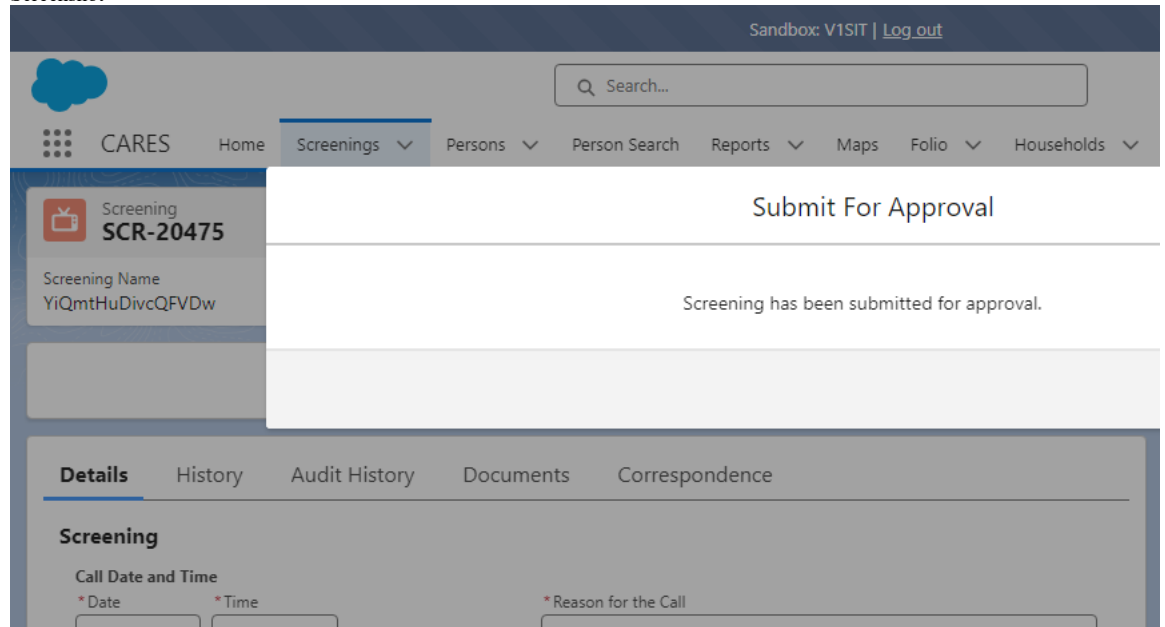 Sandbox: V1SIT | Log out
Search...
CARES Home Screenings Persons Person Search Reports Maps Folio Households
Submit For Approval
Screening
SCR-20475
Screening Name
YiQmtHuDivcQFVDw
Screening has been submitted for approval.
Details History Audit History Documents Correspondence
Screening
Call Date and Time
*Date *Time *Reason for the Call